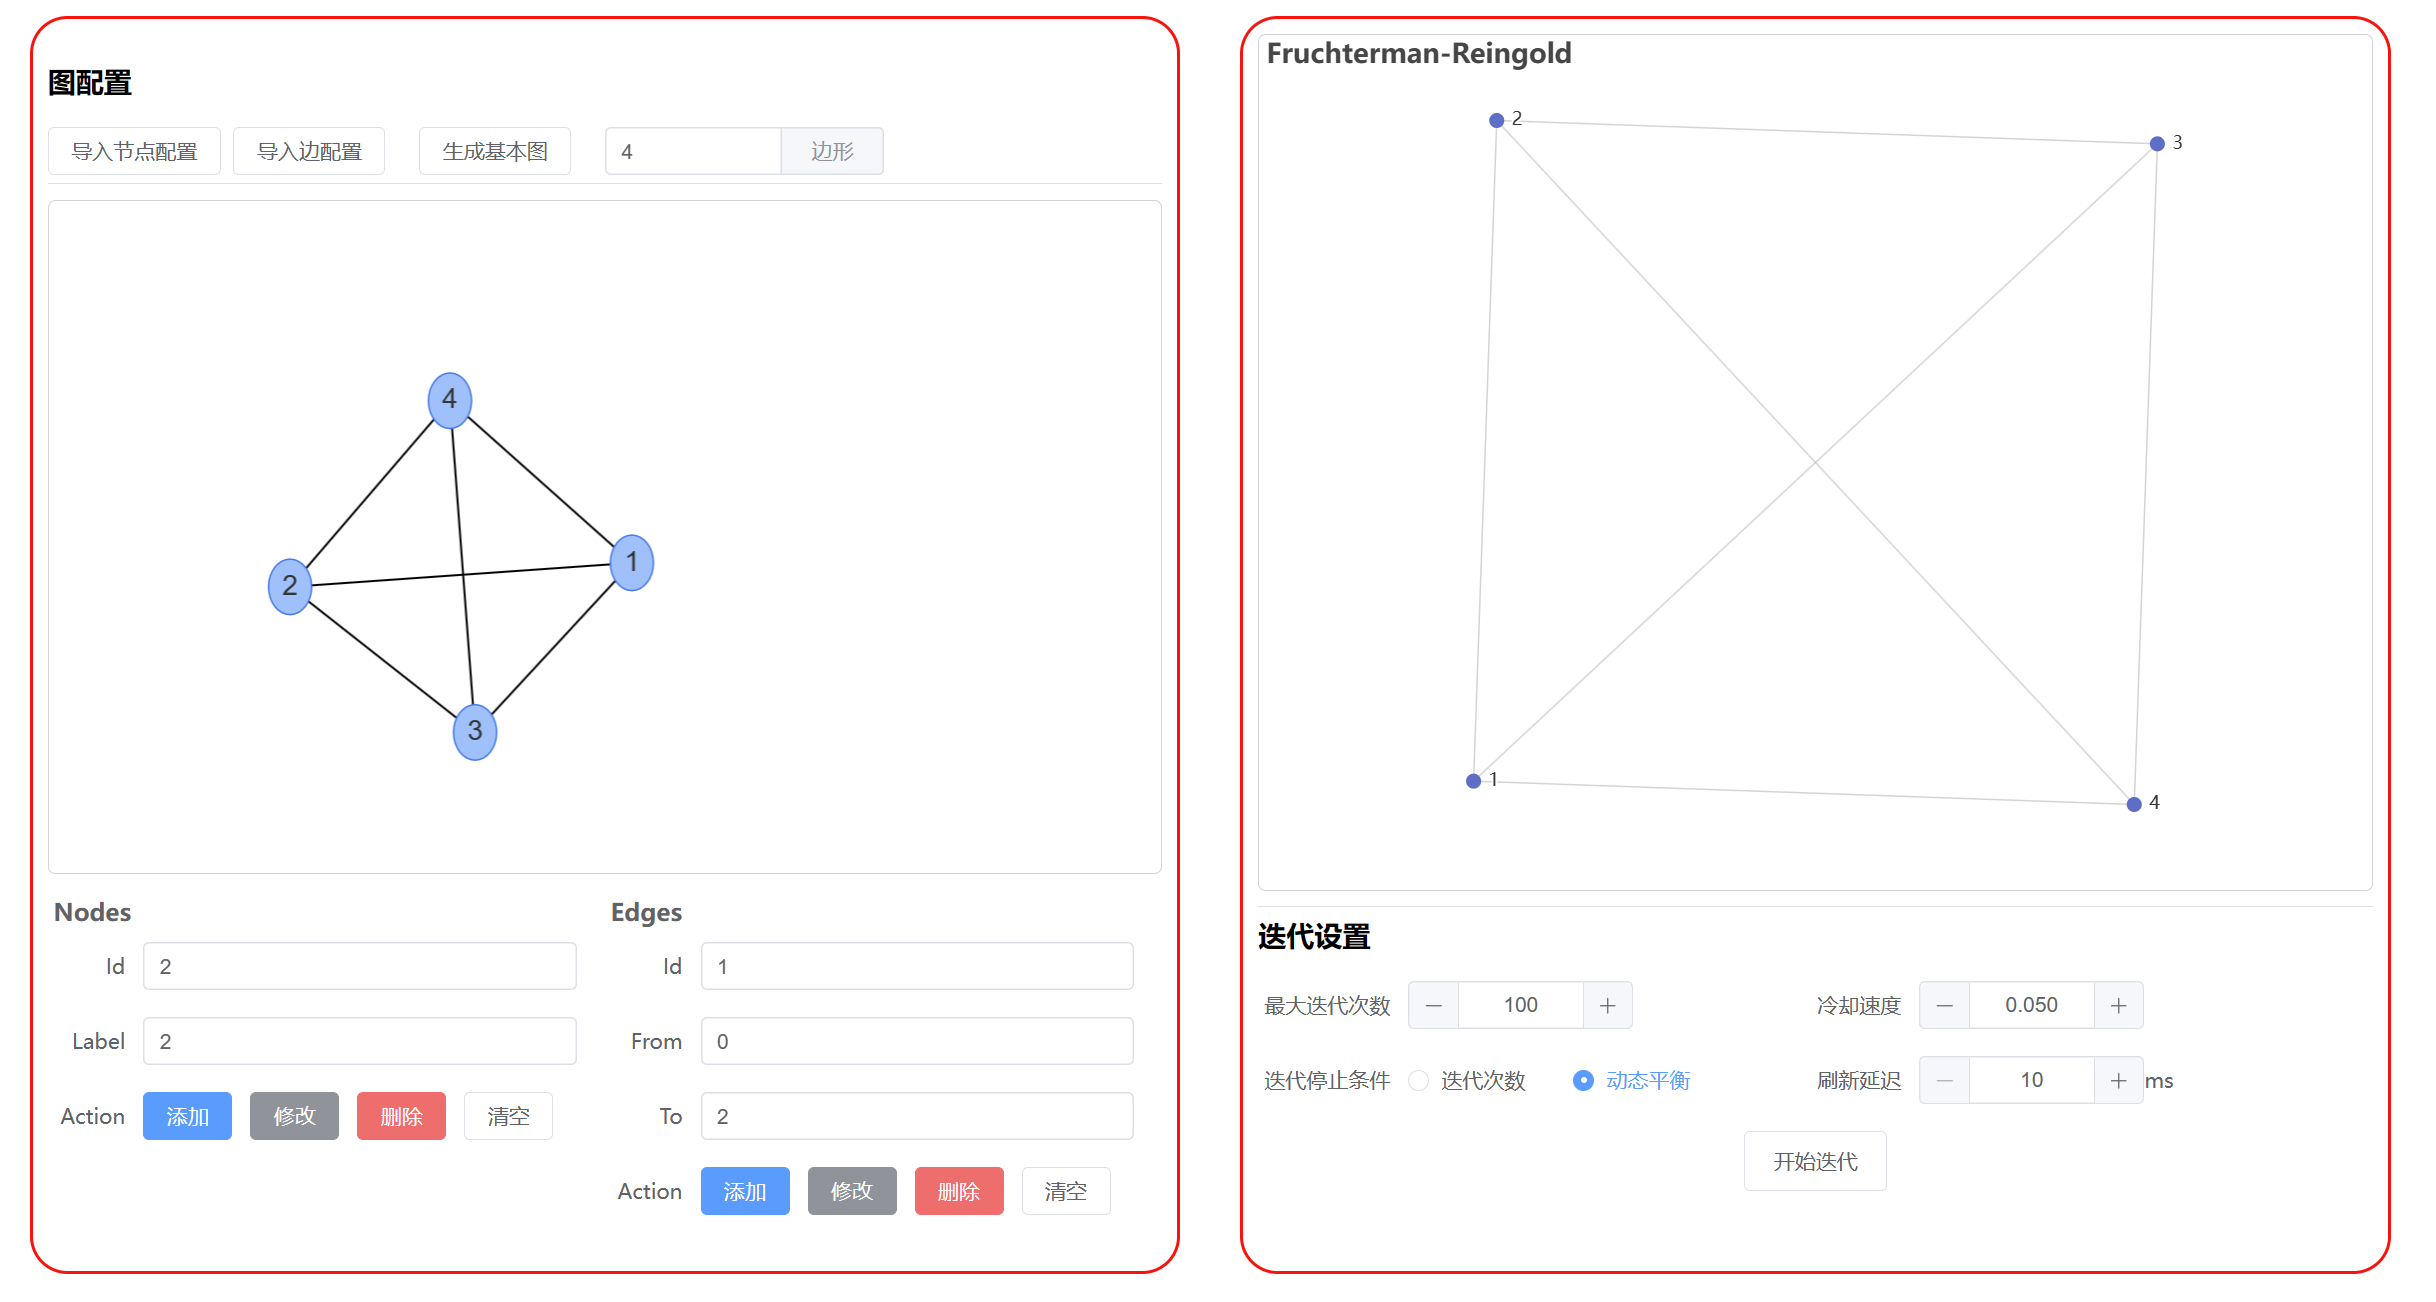 图配置
导入节点配置 导入边配置 生成基本图 4 边形
4
2
1
3
Nodes
Id 2
Label 2
Action 添加 修改 删除 清空
Edges
Id 1
From 0
To 2
Action 添加 修改 删除 清空
Fruchterman-Reingold
2
3
1
4
迭代设置
最大迭代次数 — 100 + 冷却速度 — 0.050 +
迭代停止条件 迭代次数 动态平衡 刷新延迟 — 10 + ms
开始迭代